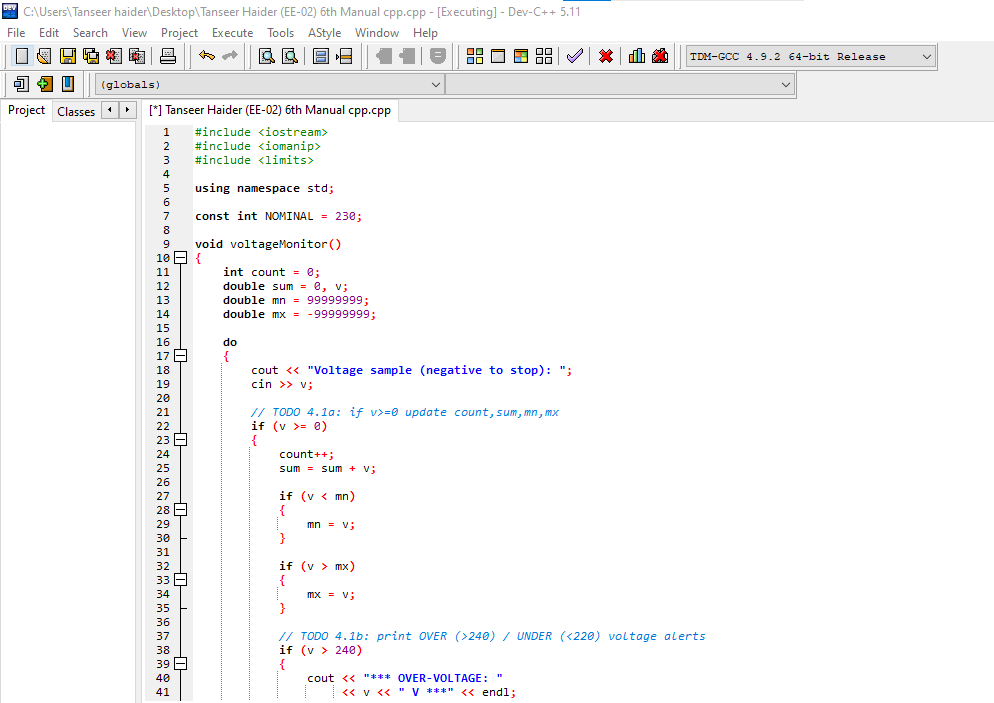 C:\Users\Tanseer haider\Desktop\Tanseer Haider (EE-02) 6th Manual cpp.cpp - [Executing] - Dev-C++ 5.11
File Edit Search View Project Execute Tools AStyle Window Help
TDM-GCC 4.9.2 64-bit Release
(globals)
Project Classes [*] Tanseer Haider (EE-02) 6th Manual cpp.cpp
1 #include <iostream>
2 #include <iomanip>
3 #include <limits>
4
5 using namespace std;
6
7 const int NOMINAL = 230;
8
9 void voltageMonitor()
10 {
11 int count = 0;
12 double sum = 0, v;
13 double mn = 99999999;
14 double mx = -99999999;
15
16 do
17 {
18 cout << "Voltage sample (negative to stop): ";
19 cin >> v;
20
21 // TODO 4.1a: if v>=0 update count,sum,mn,mx
22 if (v >= 0)
23 {
24 count++;
25 sum = sum + v;
26
27 if (v < mn)
28 {
29 mn = v;
30 }
31
32 if (v > mx)
33 {
34 mx = v;
35 }
36
37 // TODO 4.1b: print OVER (>240) / UNDER (<220) voltage alerts
38 if (v > 240)
39 {
40 cout << "*** OVER-VOLTAGE: "
41 << v << " V ***" << endl;